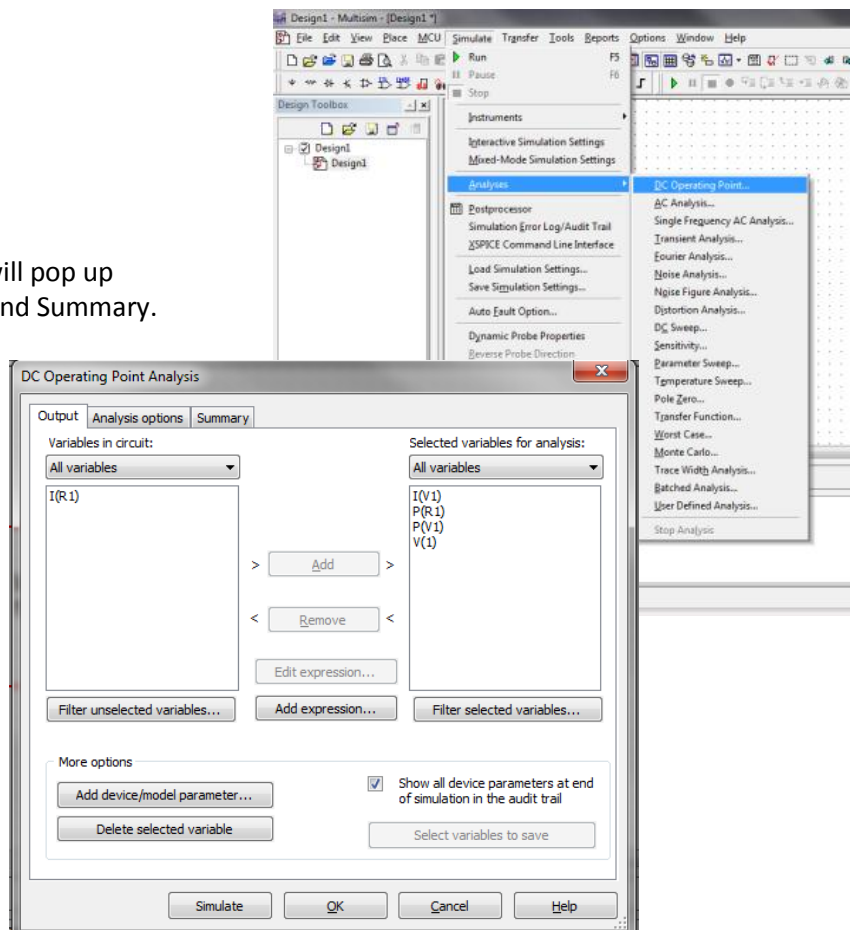 Design1 - Multisim - [Design1 *]
File Edit View Place MCU Simulate Transfer Tools Reports Options Window Help
Run F5
Pause F6
Stop
Instruments
Interactive Simulation Settings
Mixed-Mode Simulation Settings
Analyses
Postprocessor
Simulation Error Log/Audit Trail
XSPICE Command Line Interface
Load Simulation Settings...
Save Simulation Settings...
Auto Fault Option...
Dynamic Probe Properties
Reverse Probe Direction
Design Toolbox
Design1
Design1
DC Operating Point...
AC Analysis...
Single Frequency AC Analysis...
Transient Analysis...
Fourier Analysis...
Noise Analysis...
Noise Figure Analysis...
Distortion Analysis...
DC Sweep...
Sensitivity...
Parameter Sweep...
Temperature Sweep...
Pole Zero...
Transfer Function...
Worst Case...
Monte Carlo...
Trace Width Analysis...
Batched Analysis...
User Defined Analysis...
Stop Analysis
will pop up
nd Summary.
DC Operating Point Analysis
Output Analysis options Summary
Variables in circuit:
All variables
I(R1)
Selected variables for analysis:
All variables
I(V1)
P(R1)
P(V1)
V(1)
> Add >
< Remove <
Edit expression...
Add expression...
Filter unselected variables...
Filter selected variables...
More options
Add device/model parameter...
Delete selected variable
Show all device parameters at end
of simulation in the audit trail
Select variables to save
Simulate OK Cancel Help